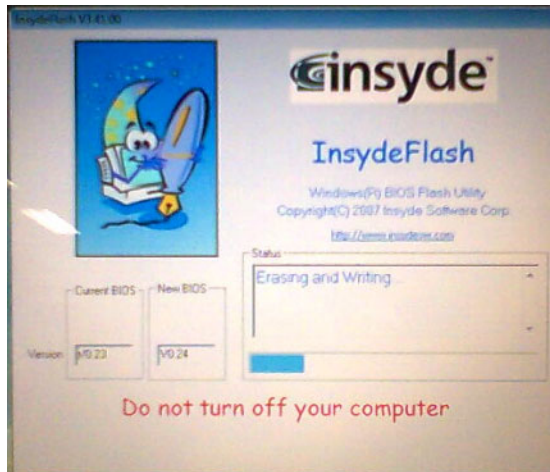 InsydeFlash V3.41.00
insyde
InsydeFlash
Windows(R) BIOS Flash Utility
Copyright(C) 2007 Insyde Software Corp.
http://www.insydesw.com
Status
Erasing and Writing...
Current BIOS
New BIOS
Version
V0.23
V0.24
Do not turn off your computer